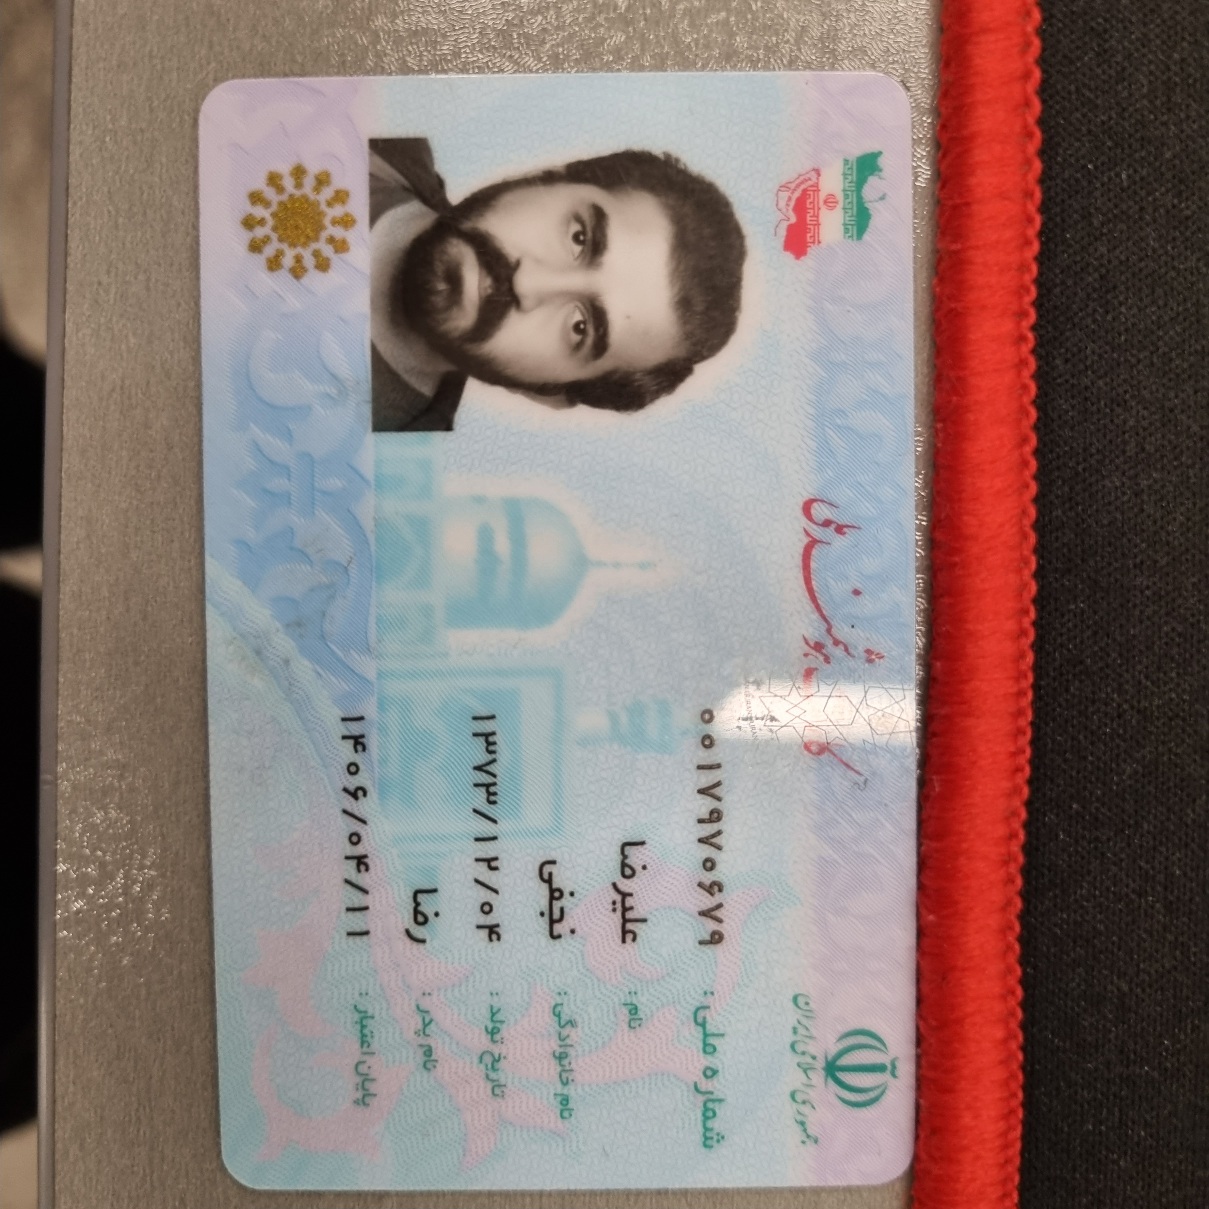 جمهوری اسلامی ایران
کارت هوشمند ملی
شماره ملی : ۰۰۱۷۹۷۰۶۷۹
نام : علیرضا
نام خانوادگی : نجفی
تاریخ تولد : ۱۳۷۳/۱۲/۰۴
نام پدر : رضا
پایان اعتبار : ۱۴۰۶/۰۴/۱۱